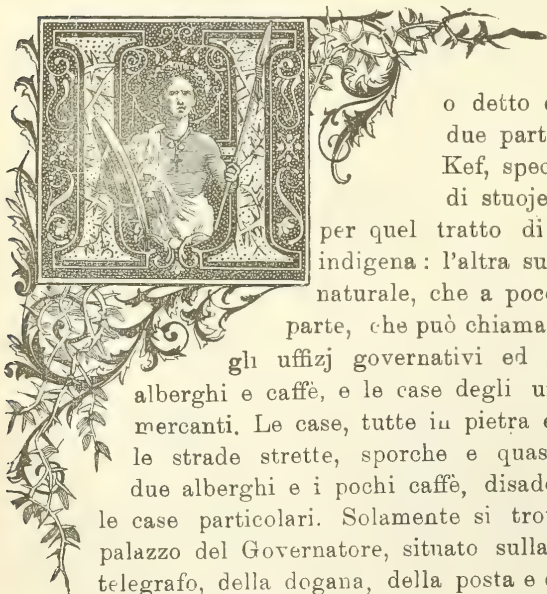 Ho detto
due part
Kef, spec
di stuoje
per quel tratto di
indigena: l'altra su
naturale, che a poc
parte, che può chiama
gli uffizj governativi ed
alberghi e caffè, e le case degli u
mercanti. Le case, tutte in pietra e
le strade strette, sporche e quas
due alberghi e i pochi caffè, disad
le case particolari. Solamente si tro
palazzo del Governatore, situato sulla
telegrafo, della dogana, della posta e